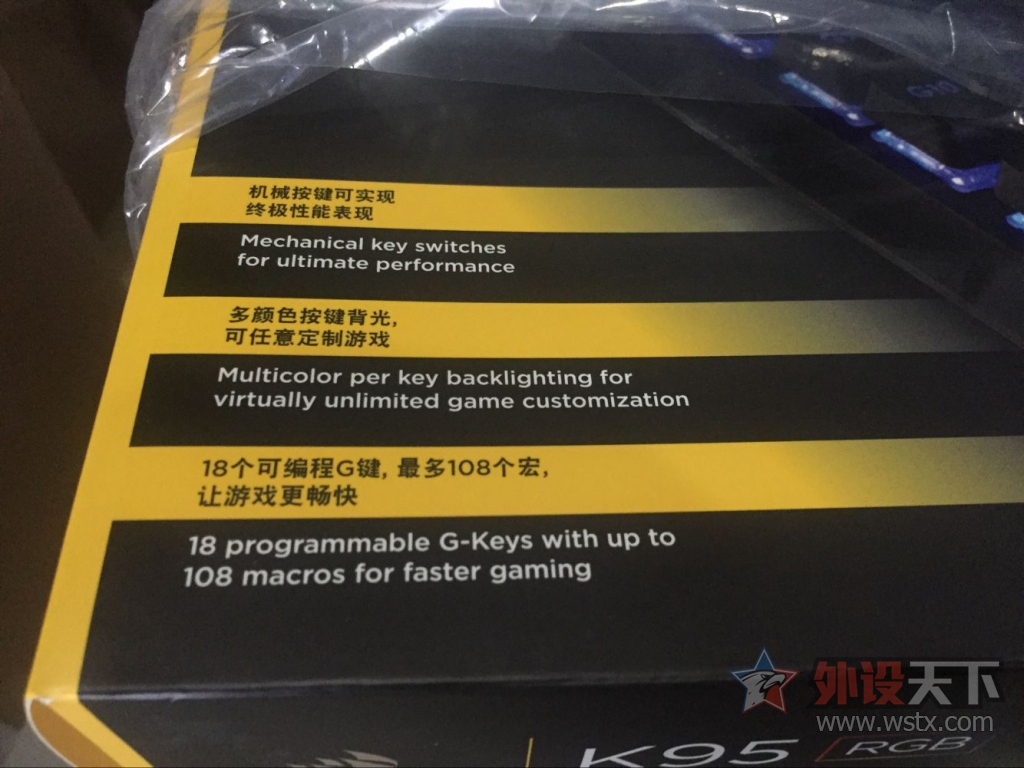 G10
机械按键可实现
终极性能表现
Mechanical key switches
for ultimate performance
多颜色按键背光,
可任意定制游戏
Multicolor per key backlighting for
virtually unlimited game customization
18个可编程G键, 最多108个宏,
让游戏更畅快
18 programmable G-Keys with up to
108 macros for faster gaming
外设天下
www.wstx.com
K95 RGB